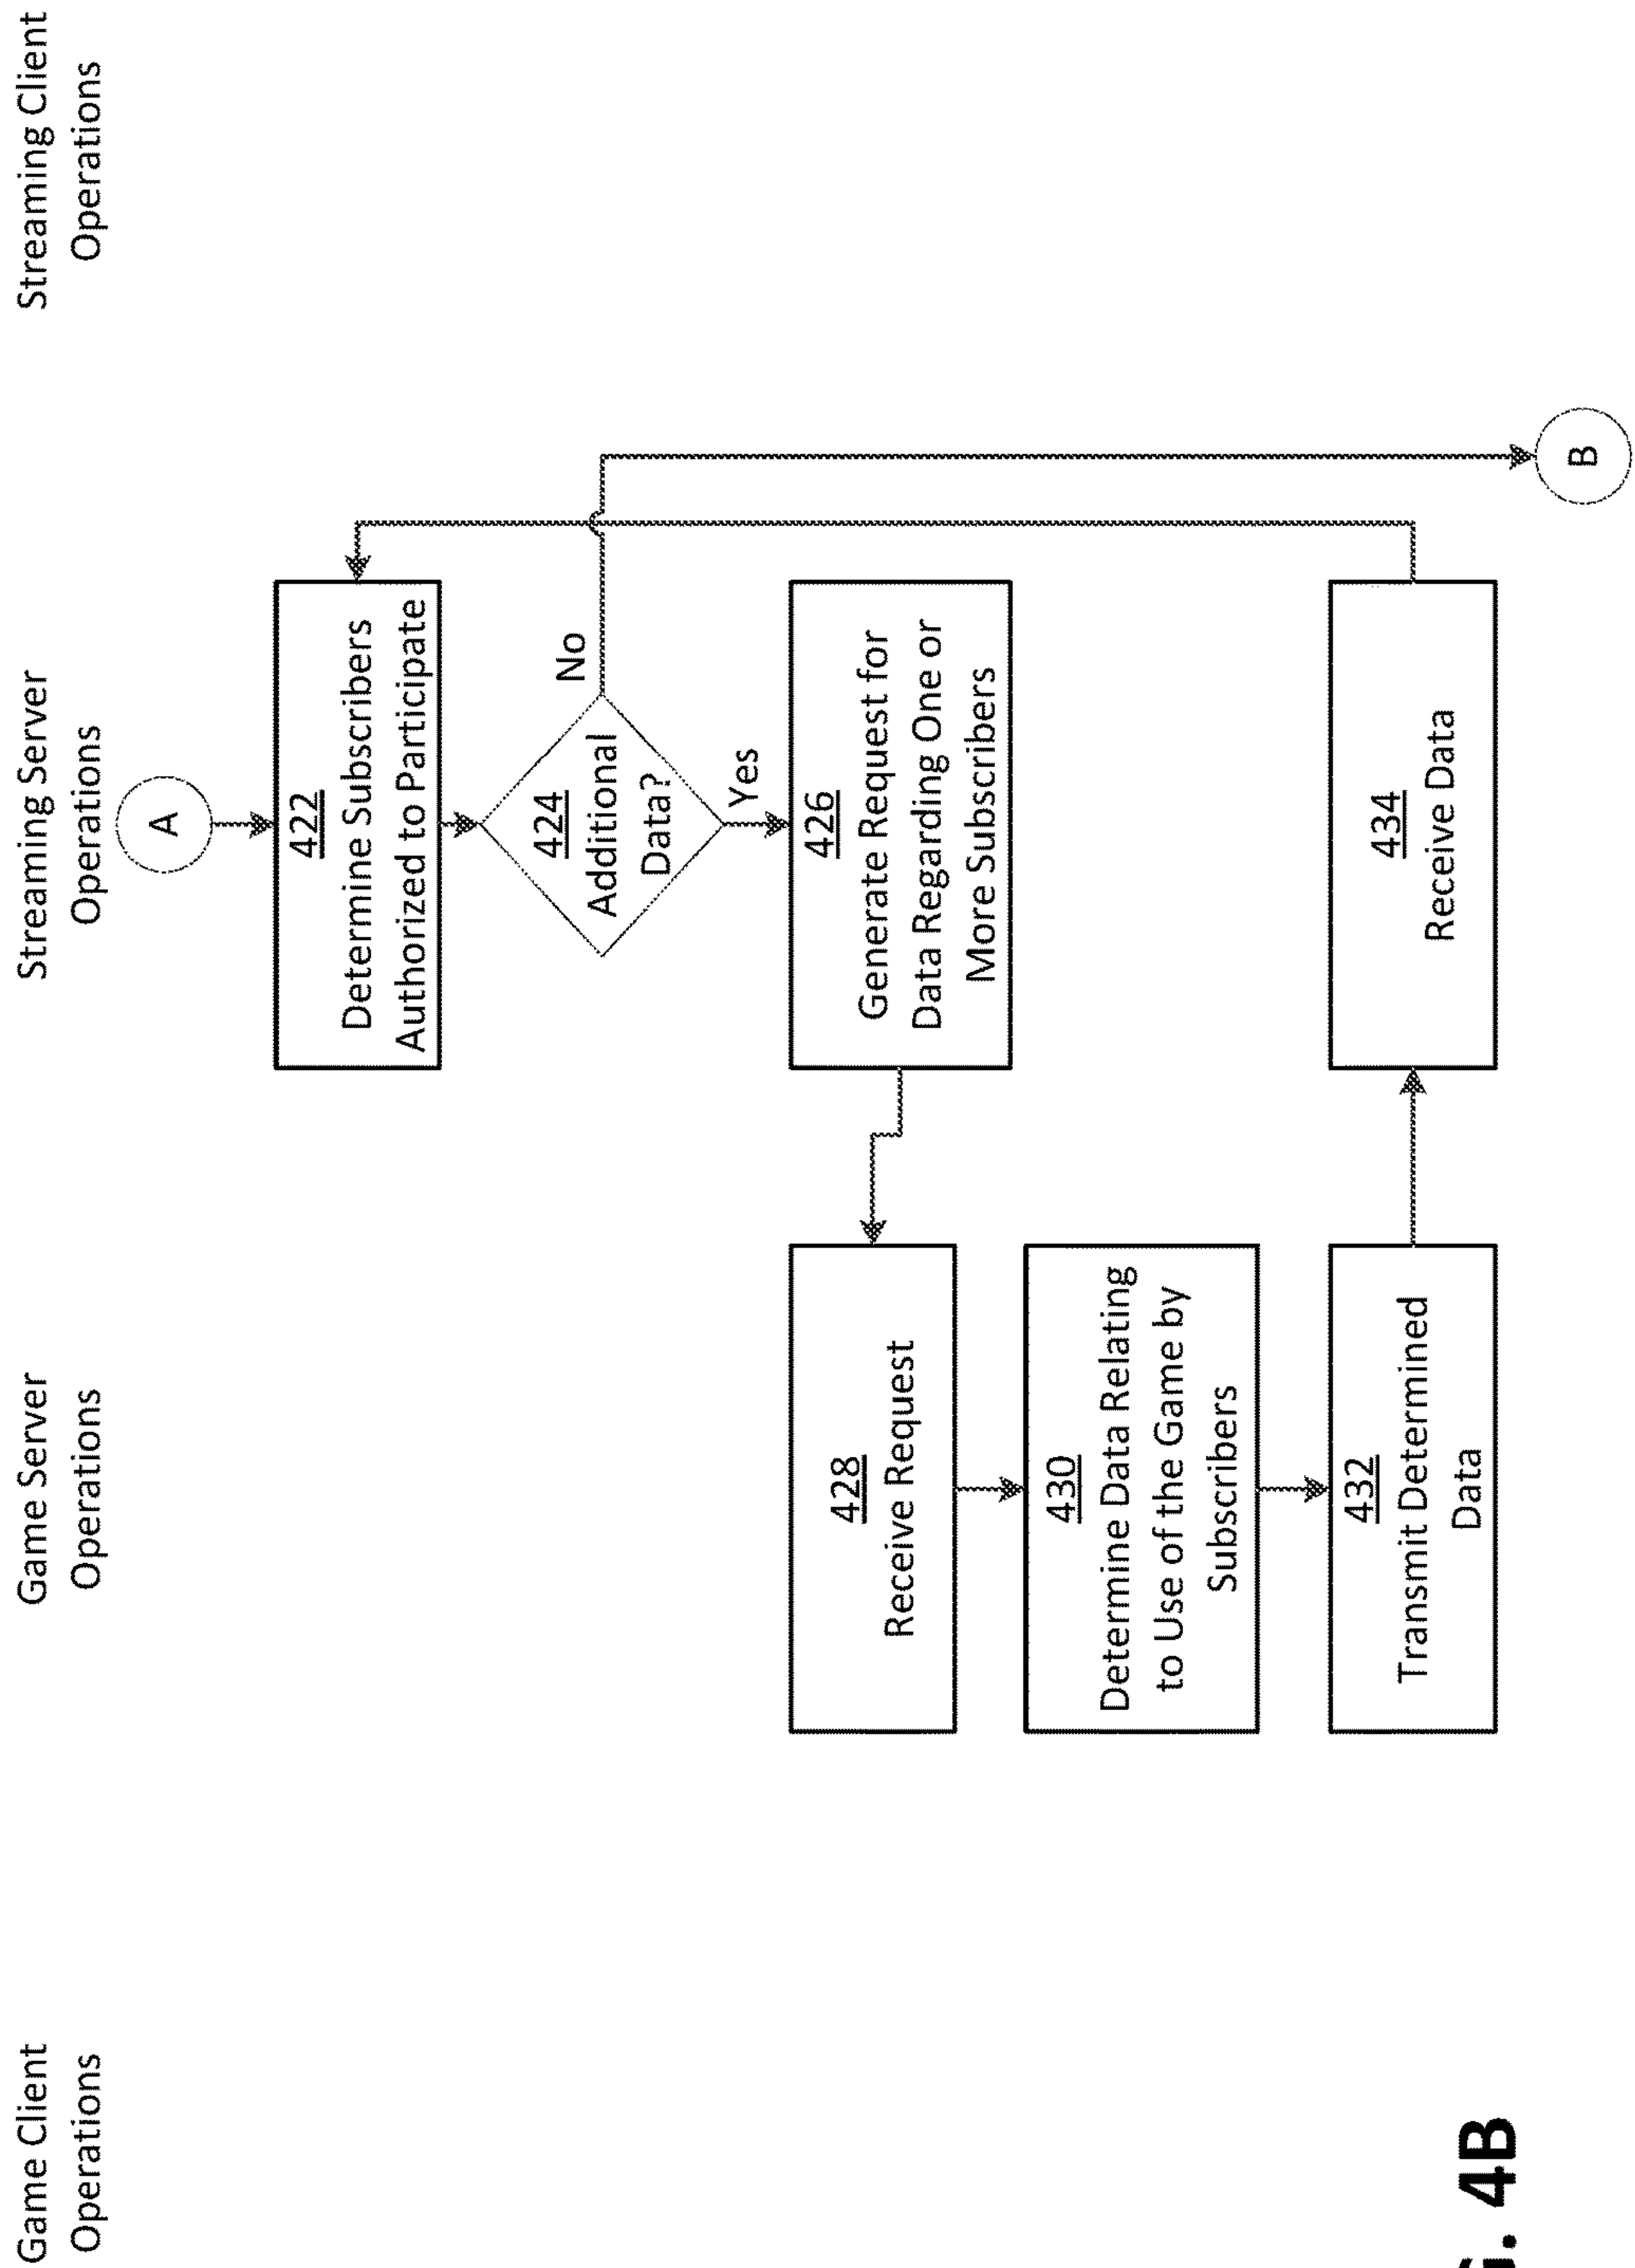 Game Client
Operations
Game Server
Operations
Streaming Server
Operations
Streaming Client
Operations
A
422
Determine Subscribers
Authorized to Participate
424
Additional
Data?
No
Yes
426
Generate Request for
Data Regarding One or
More Subscribers
428
Receive Request
430
Determine Data Relating
to Use of the Game by
Subscribers
432
Transmit Determined
Data
434
Receive Data
B
4B